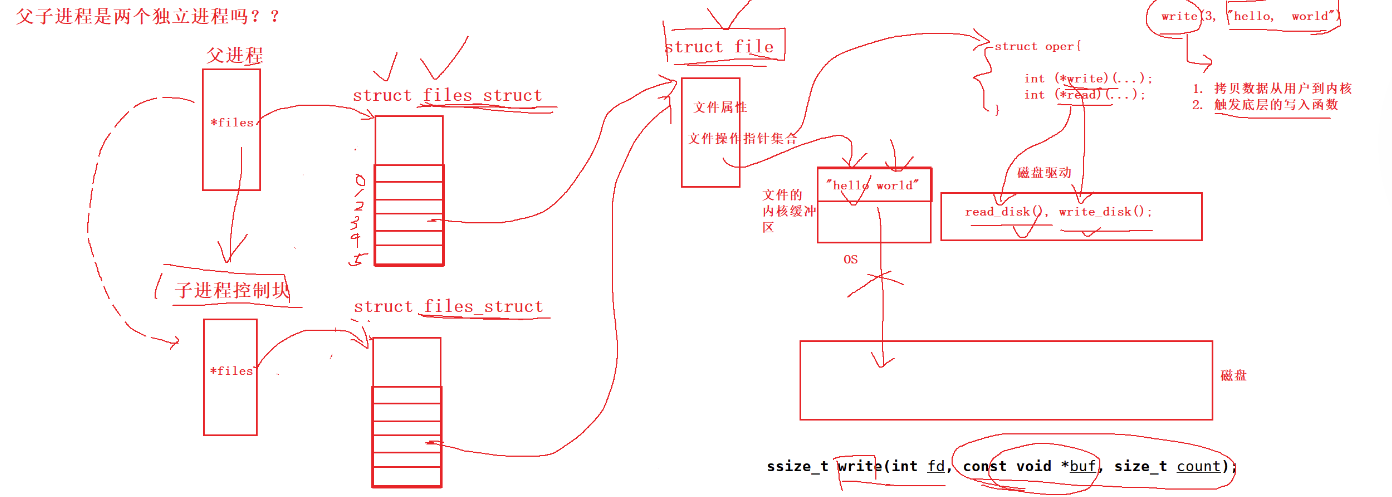 父子进程是两个独立进程吗？？
父进程
*files
struct files_struct
0 1 2 3 4 5
子进程控制块
*files
struct files_struct
struct file
文件属性
文件操作指针集合
struct oper{
int (*write)(...);
int (*read)(...);
}
write(3, "hello, world")
1. 拷贝数据从用户到内核
2. 触发底层的写入函数
"hello world"
文件的
内核缓冲
区
OS
磁盘驱动
read_disk(), write_disk();
磁盘
ssize_t write(int fd, const void *buf, size_t count);